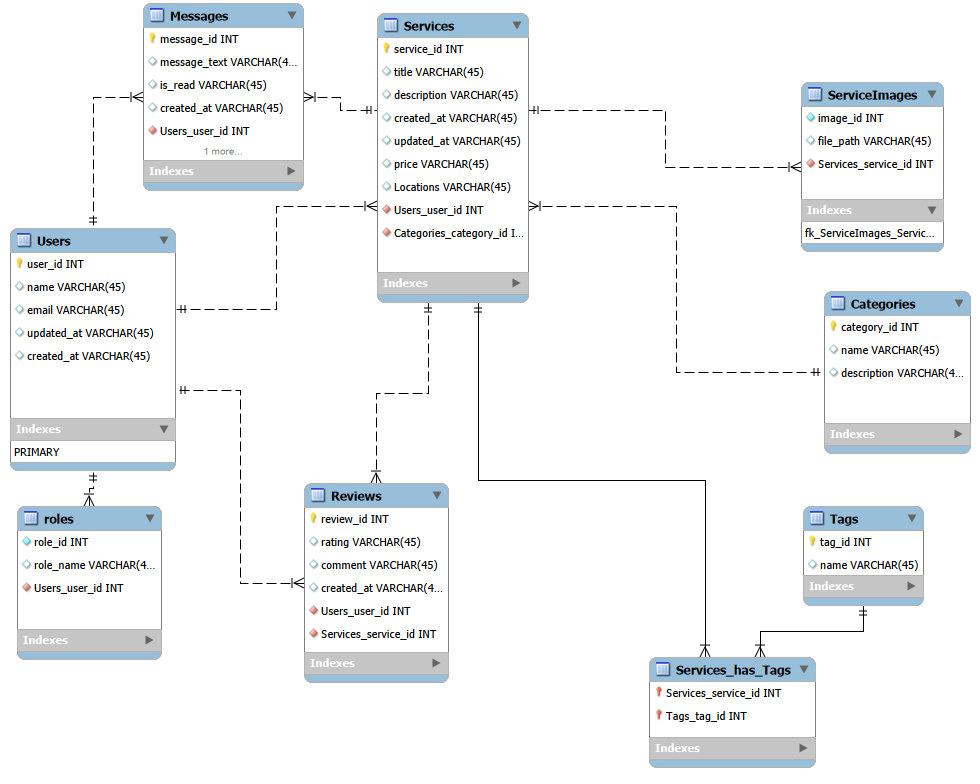 Messages
message_id INT
message_text VARCHAR(4...
is_read VARCHAR(45)
created_at VARCHAR(45)
Users_user_id INT
1 more...
Indexes
Services
service_id INT
title VARCHAR(45)
description VARCHAR(45)
created_at VARCHAR(45)
updated_at VARCHAR(45)
price VARCHAR(45)
Locations VARCHAR(45)
Users_user_id INT
Categories_category_id I...
Indexes
ServiceImages
image_id INT
file_path VARCHAR(45)
Services_service_id INT
Indexes
fk_ServiceImages_Servic...
Users
user_id INT
name VARCHAR(45)
email VARCHAR(45)
updated_at VARCHAR(45)
created_at VARCHAR(45)
Indexes
PRIMARY
Categories
category_id INT
name VARCHAR(45)
description VARCHAR(4...
Indexes
roles
role_id INT
role_name VARCHAR(4...
Users_user_id INT
Indexes
Reviews
review_id INT
rating VARCHAR(45)
comment VARCHAR(45)
created_at VARCHAR(4...
Users_user_id INT
Services_service_id INT
Indexes
Tags
tag_id INT
name VARCHAR(45)
Indexes
Services_has_Tags
Services_service_id INT
Tags_tag_id INT
Indexes